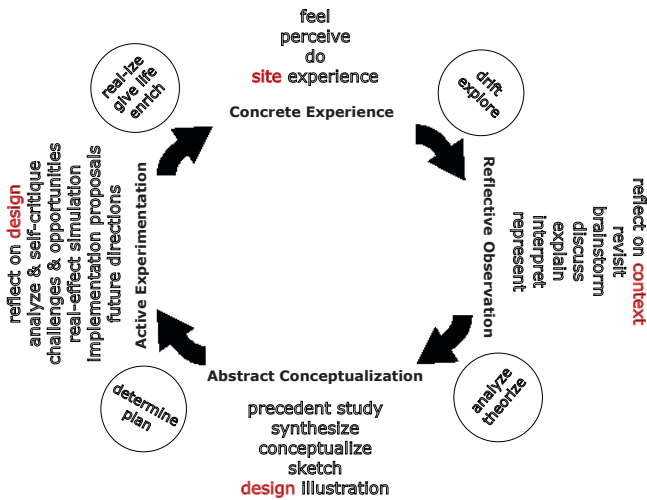 feel
perceive
do
site experience
Concrete Experience
drift
explore
Reflective Observation
reflect on context
revisit
brainstorm
discuss
explain
interpret
represent
analyze
theorize
Abstract Conceptualization
precedent study
synthesize
conceptualize
sketch
design illustration
determine
plan
Active Experimentation
reflect on design
analyze & self-critique
challenges & opportunities
real-effect simulation
implementation proposals
future directions
real-ize
give life
enrich